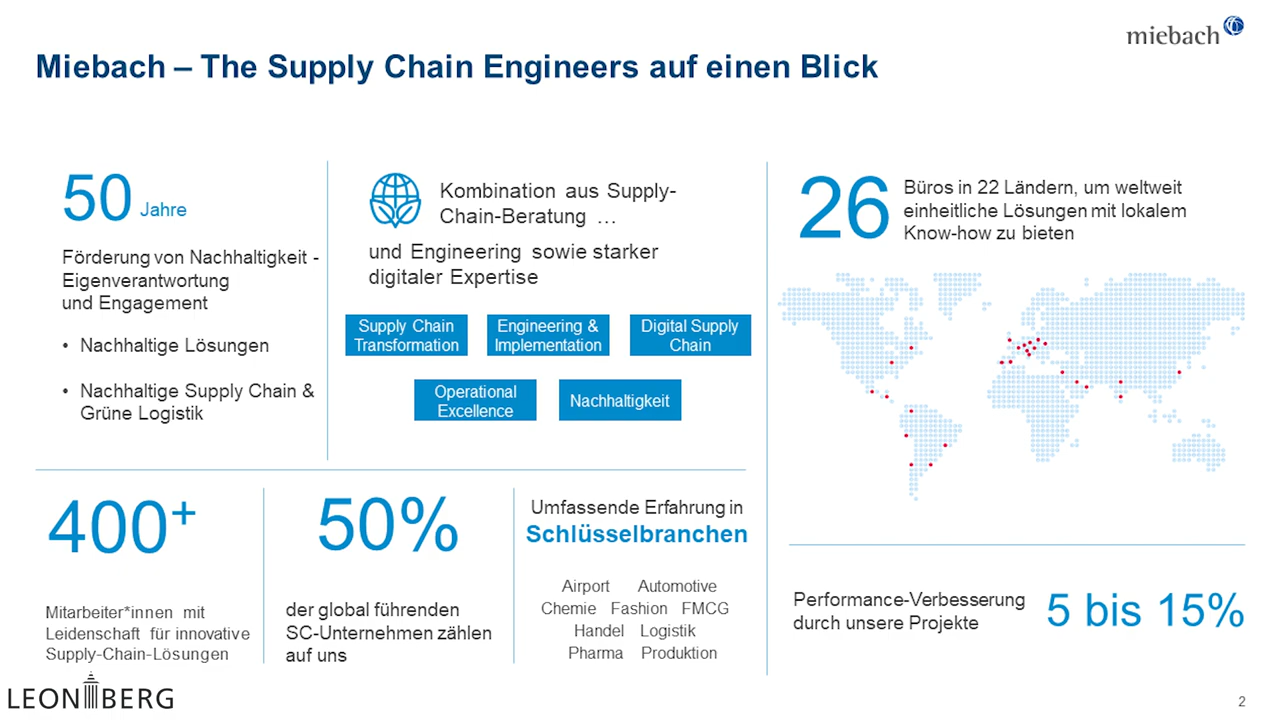 miebach
Miebach – The Supply Chain Engineers auf einen Blick
50 Jahre
Förderung von Nachhaltigkeit -
Eigenverantwortung
und Engagement
• Nachhaltige Lösungen
• Nachhaltige Supply Chain &
Grüne Logistik
Kombination aus Supply-
Chain-Beratung …
und Engineering sowie starker
digitaler Expertise
Supply Chain
Transformation
Engineering &
Implementation
Digital Supply
Chain
Operational
Excellence
Nachhaltigkeit
26
Büros in 22 Ländern, um weltweit
einheitliche Lösungen mit lokalem
Know-how zu bieten
400+
Mitarbeiter*innen mit
Leidenschaft für innovative
Supply-Chain-Lösungen
50%
der global führenden
SC-Unternehmen zählen
auf uns
Umfassende Erfahrung in
Schlüsselbranchen
Airport Automotive
Chemie Fashion FMCG
Handel Logistik
Pharma Produktion
Performance-Verbesserung
durch unsere Projekte
5 bis 15%
LEONBERG
2